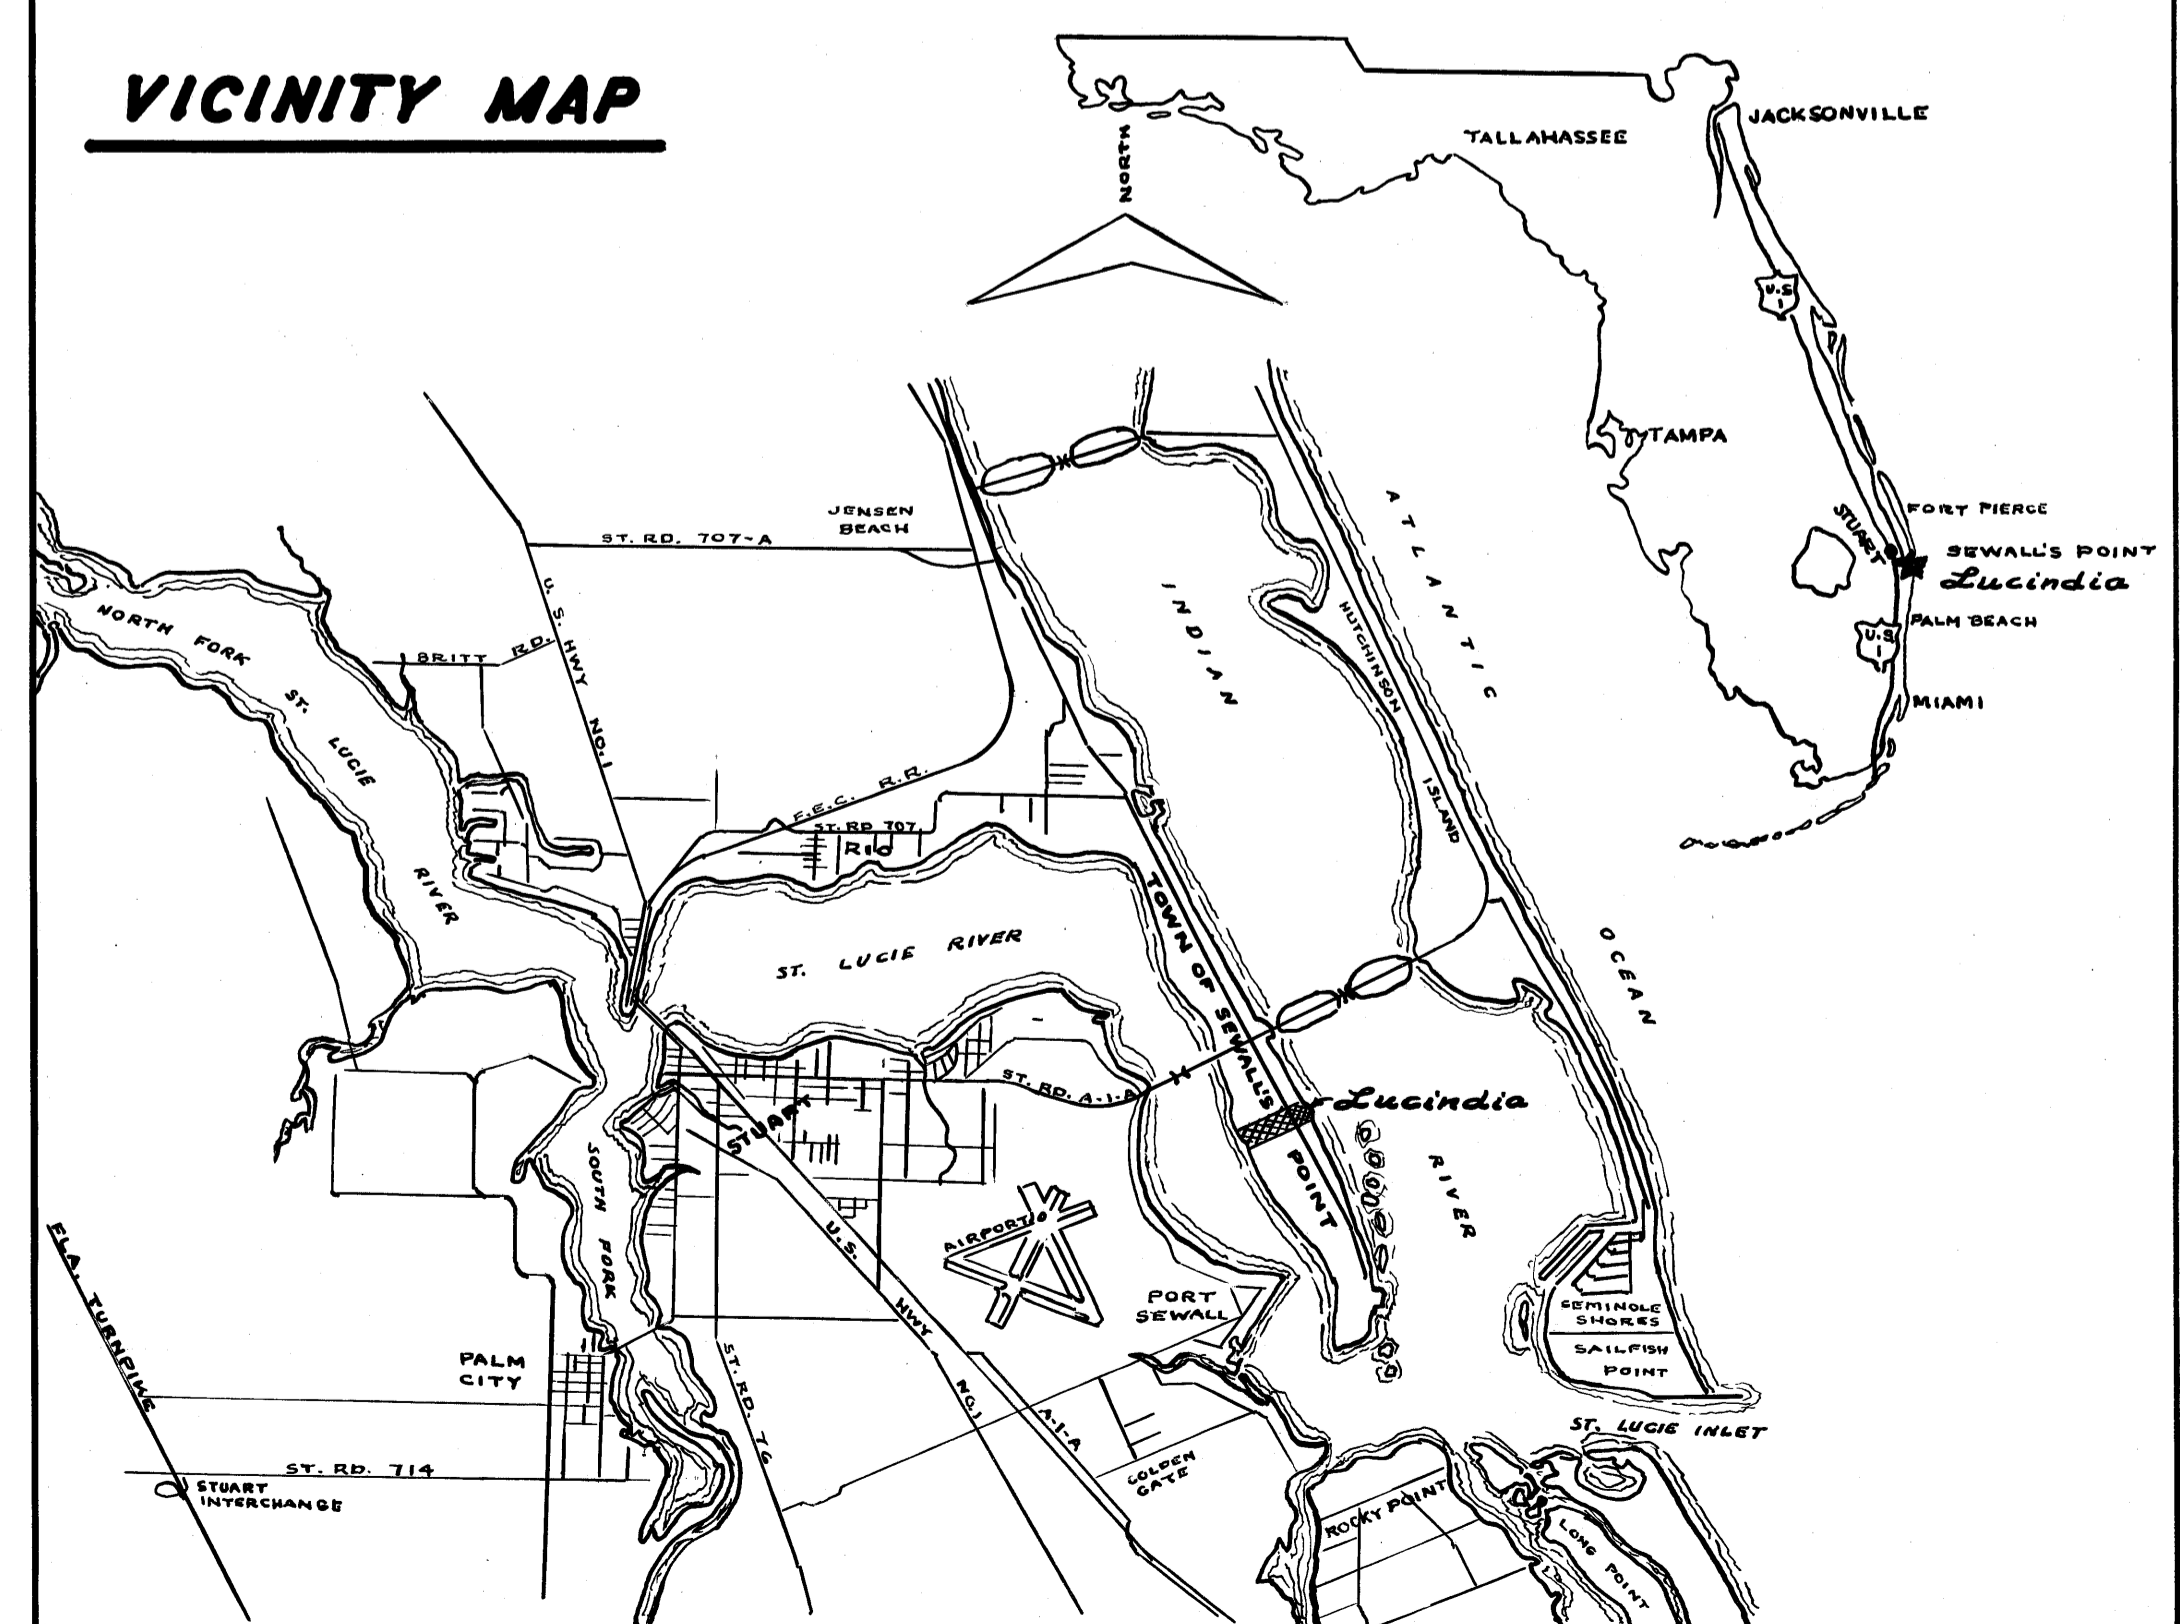 VICINITY MAP
NORTH
TALLAHASSEE
JACKSONVILLE
U.S.
1
TAMPA
STUART
FORT PIERCE
SEWALL'S POINT
Lucindia
PALM BEACH
U.S.
1
MIAMI
JENSEN
BEACH
ST. RD. 707-A
U. S. HWY NO. 1
BRITT RD.
NORTH FORK ST. LUCIE RIVER
INDIAN
RIVER
ATLANTIC
OCEAN
HUTCHINSON
ISLAND
F.E.C. R.R.
ST. RD 707
RIO
ST. LUCIE RIVER
TOWN OF SEWALL'S
POINT
Lucindia
ST. RD. A-1-A
STUART
SOUTH FORK
U.S. HWY NO. 1
AIRPORT
PORT
SEWALL
SEMINOLE
SHORES
SAILFISH
POINT
ST. LUCIE INLET
FLA. TURNPIKE
PALM
CITY
ST. RD. 76
A-1-A
GOLDEN
GATE
ST. RD. 714
STUART
INTERCHANGE
ROCKY POINT
LONG POINT